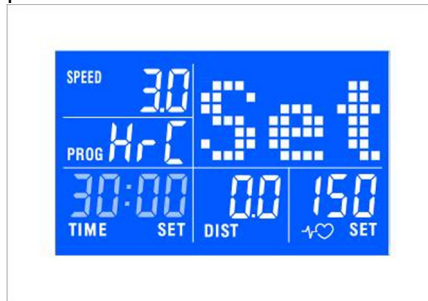 SPEED 3.0
Set
PROG HrC
30:00
TIME SET
0.0
DIST
150
SET